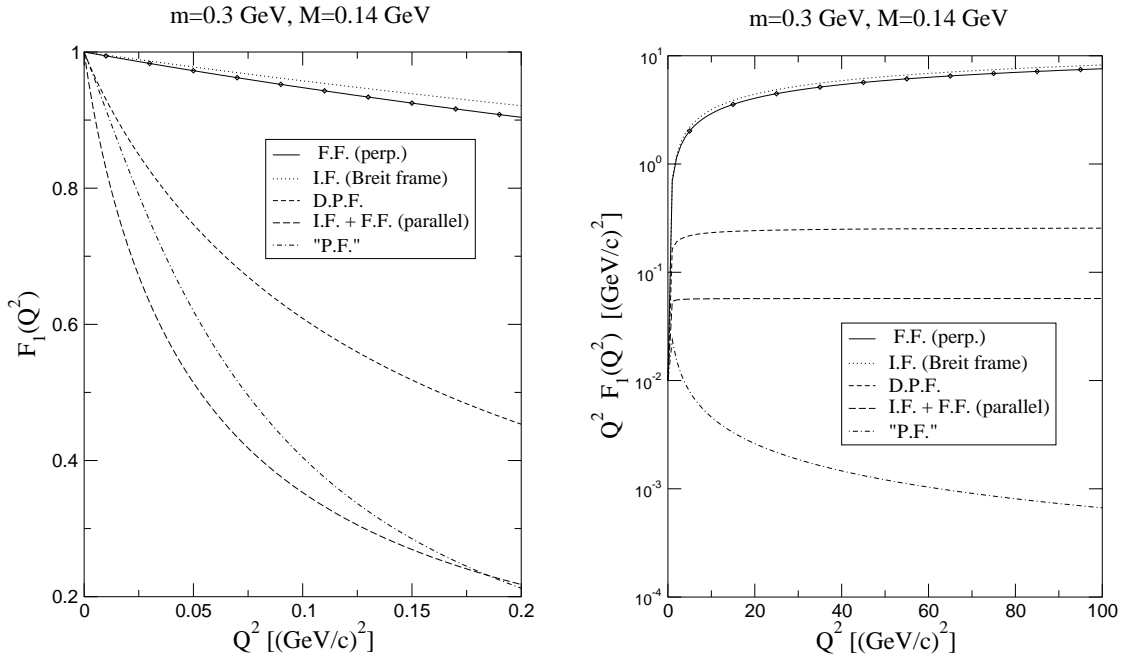 m=0.3 GeV, M=0.14 GeV
1
0.8
0.6
0.4
0.2
F₁(Q²)
F.F. (perp.)
I.F. (Breit frame)
D.P.F.
I.F. + F.F. (parallel)
"P.F."
0
0.05
0.1
0.15
0.2
Q² [(GeV/c)²]
m=0.3 GeV, M=0.14 GeV
10¹
10⁰
10⁻¹
10⁻²
10⁻³
10⁻⁴
Q² F₁(Q²) [(GeV/c)²]
F.F. (perp.)
I.F. (Breit frame)
D.P.F.
I.F. + F.F. (parallel)
"P.F."
0
20
40
60
80
100
Q² [(GeV/c)²]